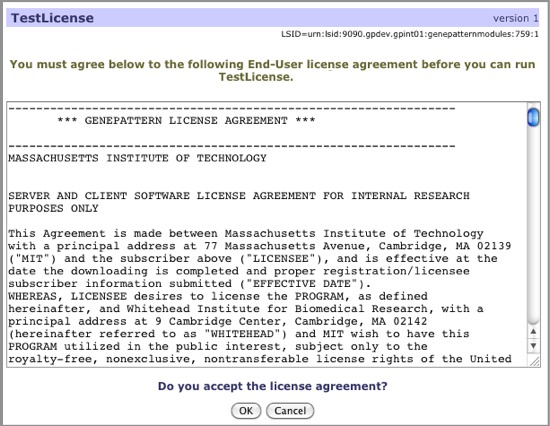 TestLicense version 1
LSID=urn:lsid:9090.gpdev.gpint01:genepatternmodules:759:1
You must agree below to the following End-User license agreement before you can run
TestLicense.
--------------------------------------------------------------------
*** GENEPATTERN LICENSE AGREEMENT ***
--------------------------------------------------------------------
MASSACHUSETTS INSTITUTE OF TECHNOLOGY
SERVER AND CLIENT SOFTWARE LICENSE AGREEMENT FOR INTERNAL RESEARCH
PURPOSES ONLY
This Agreement is made between Massachusetts Institute of Technology
with a principal address at 77 Massachusetts Avenue, Cambridge, MA 02139
("MIT") and the subscriber above ("LICENSEE"), and is effective at the
date the downloading is completed and proper registration/licensee
subscriber information submitted ("EFFECTIVE DATE").
WHEREAS, LICENSEE desires to license the PROGRAM, as defined
hereinafter, and Whitehead Institute for Biomedical Research, with a
principal address at 9 Cambridge Center, Cambridge, MA 02142
(hereinafter referred to as "WHITEHEAD") and MIT wish to have this
PROGRAM utilized in the public interest, subject only to the
royalty-free, nonexclusive, nontransferable license rights of the United
Do you accept the license agreement?
OK Cancel